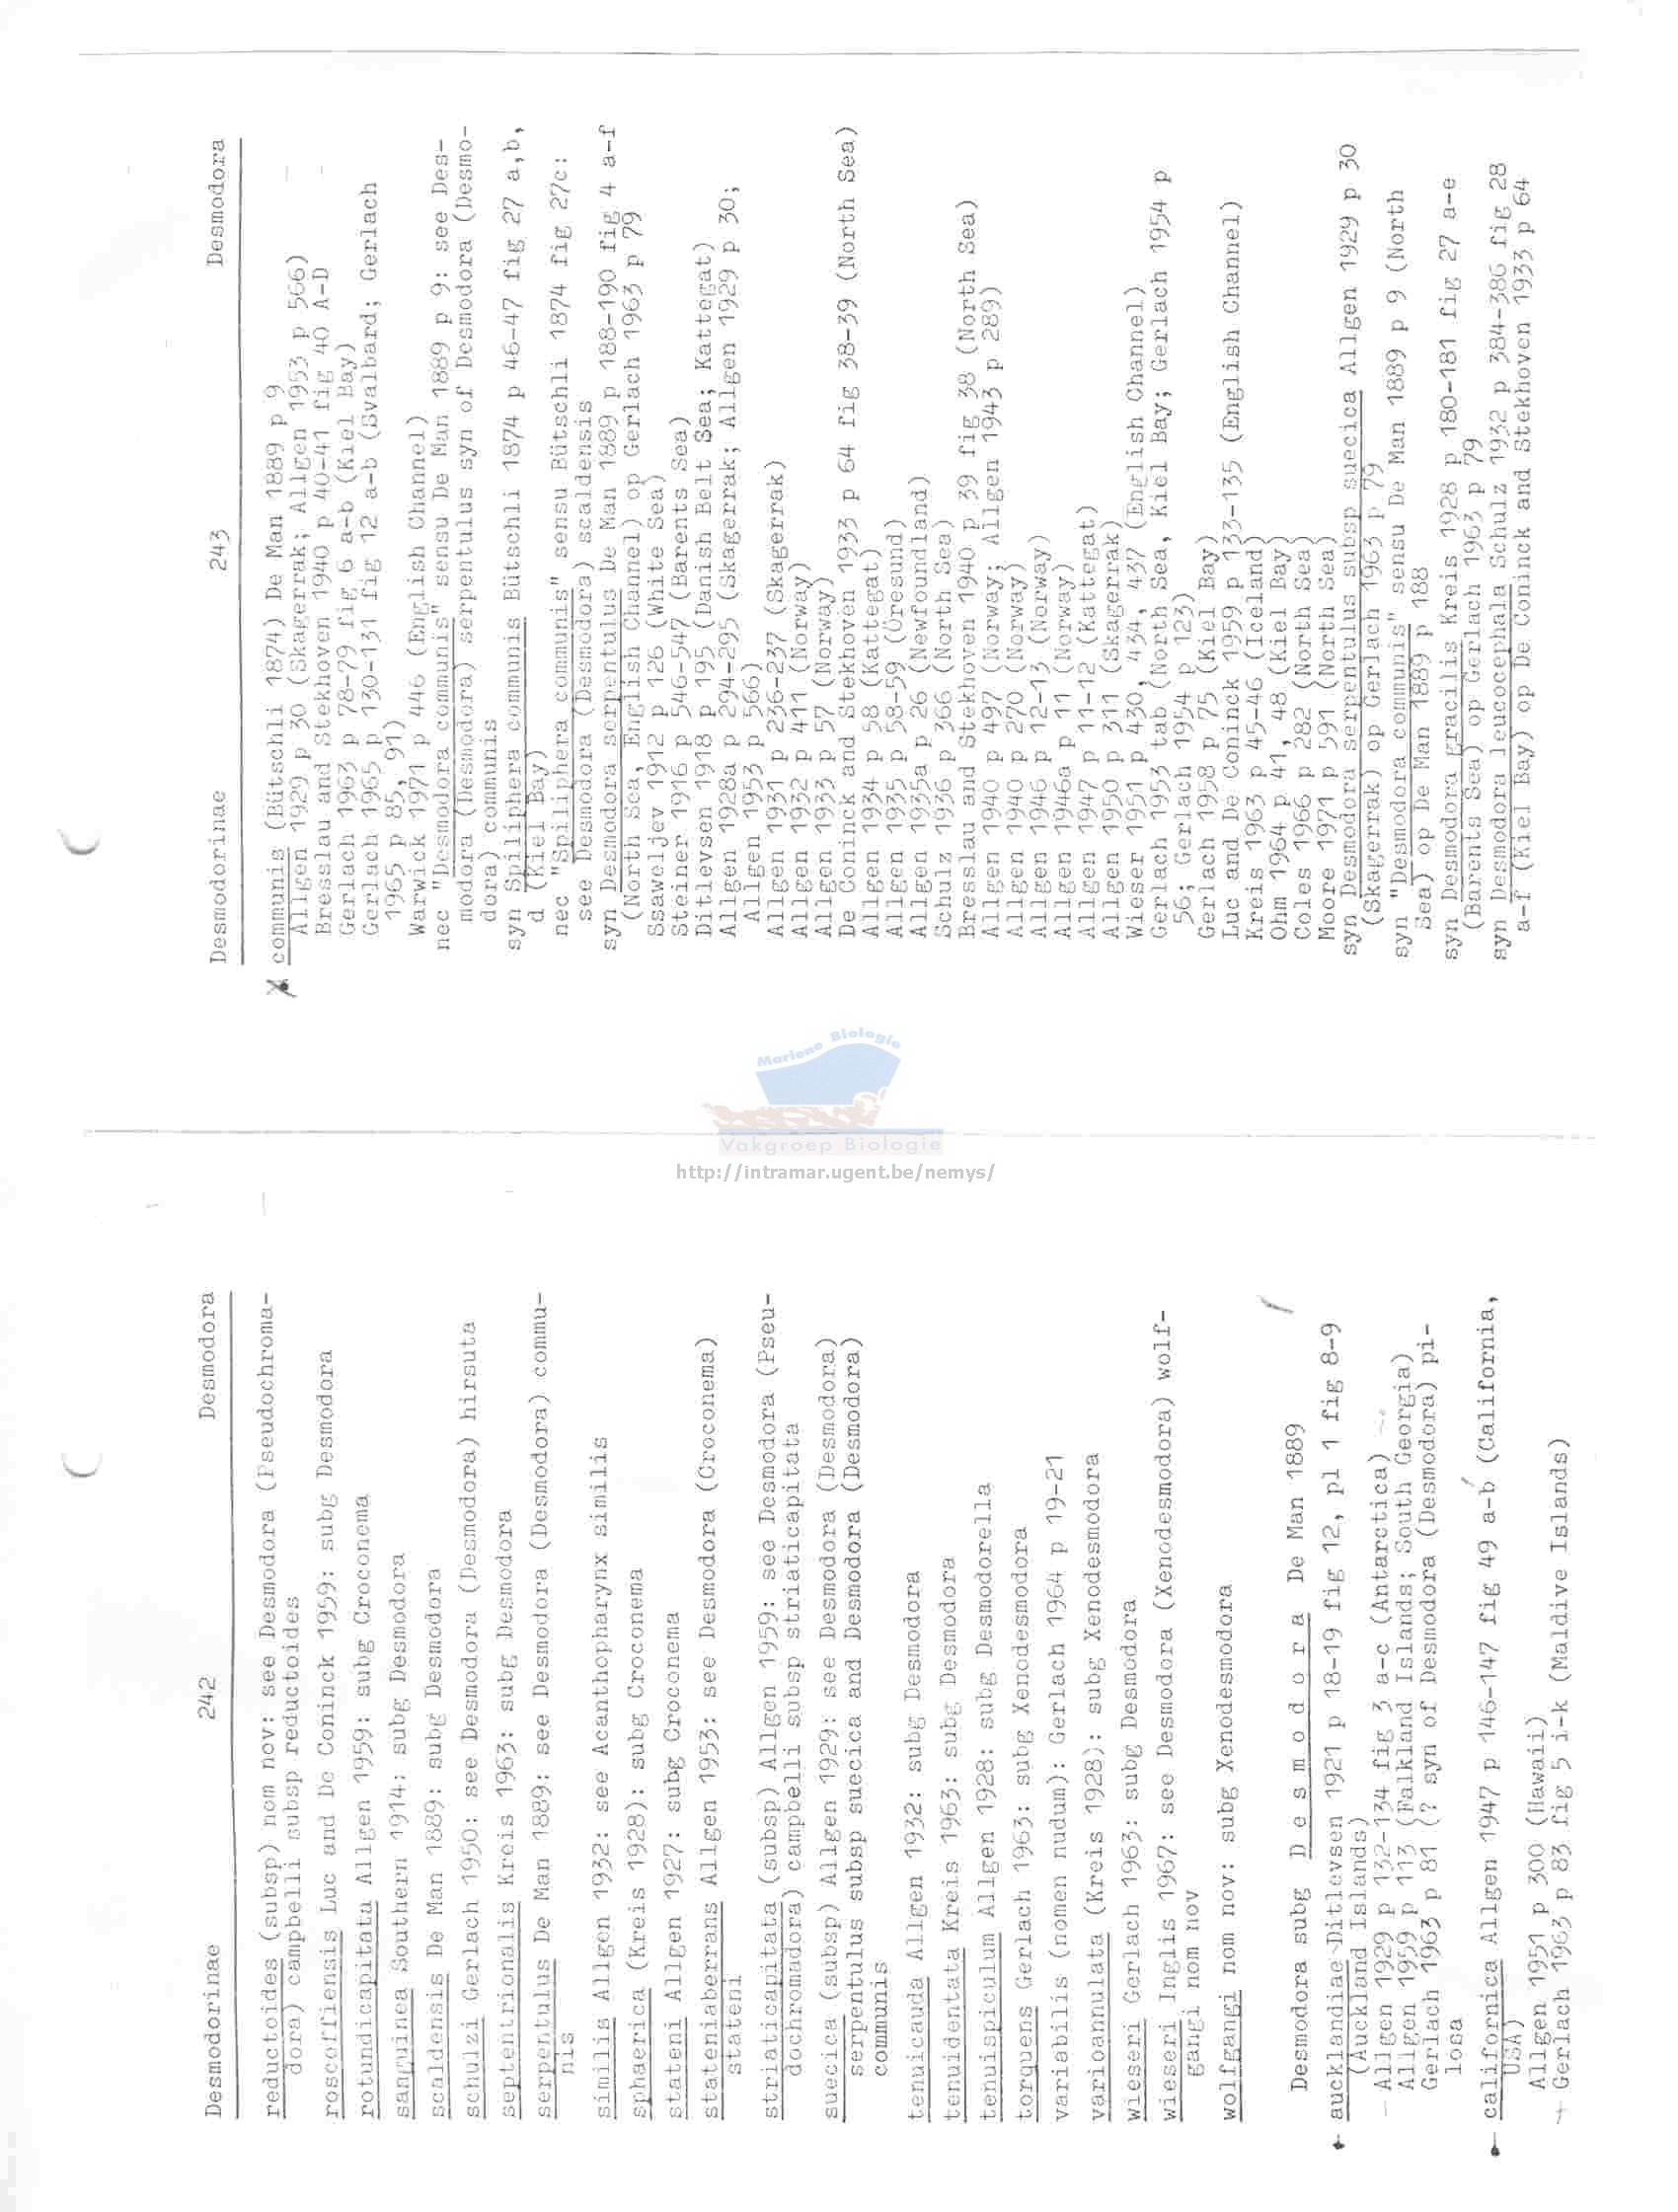 Desmodorinae 242 Desmodora
reductoides (subsp) nom nov: see Desmodora (Pseudochroma-
dora) campbelli subsp reductoides
roscoffiensis Luc and De Coninck 1959: subg Desmodora
rotundicapitata Allgen 1959: subg Croconema
sanguinea Southern 1914: subg Desmodora
scaldensis De Man 1889: subg Desmodora
schulzi Gerlach 1950: see Desmodora (Desmodora) hirsuta
septentrionalis Kreis 1963: subg Desmodora
serpentulus De Man 1889: see Desmodora (Desmodora) commu-
nis
similis Allgen 1932: see Acanthopharynx similis
sphaerica (Kreis 1928): subg Croconema
stateni Allgen 1927: subg Croconema
stateniaberrans Allgen 1953: see Desmodora (Croconema)
stateni
striaticapitata (subsp) Allgen 1959: see Desmodora (Pseu-
dochromadora) campbelli subsp striaticapitata
suecica (subsp) Allgen 1929: see Desmodora (Desmodora)
serpentulus subsp suecica and Desmodora (Desmodora)
communis
tenuicauda Allgen 1932: subg Desmodora
tenuidentata Kreis 1963: subg Desmodora
tenuispiculum Allgen 1928: subg Desmodorella
torquens Gerlach 1963: subg Xenodesmodora
variabilis (nomen nudum): Gerlach 1964 p 19-21
varioannulata (Kreis 1928): subg Xenodesmodora
wieseri Gerlach 1963: subg Desmodora
wieseri Inglis 1967: see Desmodora (Xenodesmodora) wolf-
gangi nom nov
wolfgangi nom nov: subg Xenodesmodora
Desmodora subg D e s m o d o r a De Man 1889
aucklandiae Ditlevsen 1921 p 18-19 fig 12, pl 1 fig 8-9
(Auckland Islands)
Allgen 1929 p 132-134 fig 3 a-c (Antarctica)
Allgen 1959 p 113 (Falkland Islands; South Georgia)
Gerlach 1963 p 81 (? syn of Desmodora (Desmodora) pi-
losa
californica Allgen 1947 p 146-147 fig 49 a-b (California,
USA)
Allgen 1951 p 300 (Hawaii)
+ Gerlach 1963 p 83 fig 5 i-k (Maldive Islands)
Desmodorinae 243 Desmodora
communis (Bütschli 1874) De Man 1889 p 9
Allgen 1929 p 30 (Skagerrak; Allgen 1953 p 566)
Bresslau and Stekhoven 1940 p 40-41 fig 40 A-D
Gerlach 1963 p 78-79 fig 6 a-b (Kiel Bay)
Gerlach 1965 p 130-131 fig 12 a-b (Svalbard; Gerlach
1965 p 85, 91)
Warwick 1971 p 446 (English Channel)
nec "Desmodora communis" sensu De Man 1889 p 9: see Des-
modora (Desmodora) serpentulus syn of Desmodora (Desmo-
dora) communis
syn Spiliphera communis Bütschli 1874 p 46-47 fig 27 a,b,
d (Kiel Bay)
nec "Spiliphera communis" sensu Bütschli 1874 fig 27c:
see Desmodora (Desmodora) scaldensis
syn Desmodora serpentulus De Man 1889 p 188-190 fig 4 a-f
(North Sea, English Channel) op Gerlach 1963 p 79
Ssaweljev 1912 p 126 (White Sea)
Steiner 1916 p 546-547 (Barents Sea)
Ditlevsen 1918 p 195 (Danish Belt Sea; Kattegat)
Allgen 1928a p 294-295 (Skagerrak; Allgen 1929 p 30;
Allgen 1953 p 566)
Allgen 1931 p 236-237 (Skagerrak)
Allgen 1932 p 411 (Norway)
Allgen 1933 p 57 (Norway)
De Coninck and Stekhoven 1933 p 64 fig 38-39 (North Sea)
Allgen 1934 p 58 (Kattegat)
Allgen 1935 p 58-59 (Öresund)
Allgen 1935a p 26 (Newfoundland)
Schulz 1936 p 366 (North Sea)
Bresslau and Stekhoven 1940 p 39 fig 38 (North Sea)
Allgen 1940 p 497 (Norway; Allgen 1943 p 289)
Allgen 1940 p 270 (Norway)
Allgen 1946 p 12-13 (Norway)
Allgen 1946a p 11 (Norway)
Allgen 1947 p 11-12 (Kattegat)
Allgen 1950 p 311 (Skagerrak)
Wieser 1951 p 430, 434, 437 (English Channel)
Gerlach 1953 tab (North Sea, Kiel Bay; Gerlach 1954 p
56; Gerlach 1954 p 123)
Gerlach 1958 p 75 (Kiel Bay)
Luc and De Coninck 1959 p 133-135 (English Channel)
Kreis 1963 p 45-46 (Iceland)
Ohm 1964 p 41, 48 (Kiel Bay)
Coles 1966 p 282 (North Sea)
Moore 1971 p 591 (North Sea)
syn Desmodora serpentulus subsp suecica Allgen 1929 p 30
(Skagerrak) op Gerlach 1963 p 79
syn "Desmodora communis" sensu De Man 1889 p 9 (North
Sea) op De Man 1889 p 188
syn Desmodora gracilis Kreis 1928 p 180-181 fig 27 a-e
(Barents Sea) op Gerlach 1963 p 79
syn Desmodora leucocephala Schulz 1932 p 384-386 fig 28
a-f (Kiel Bay) op De Coninck and Stekhoven 1933 p 64
Mariene Biologie
Vakgroep Biologie
http://intramar.ugent.be/nemys/